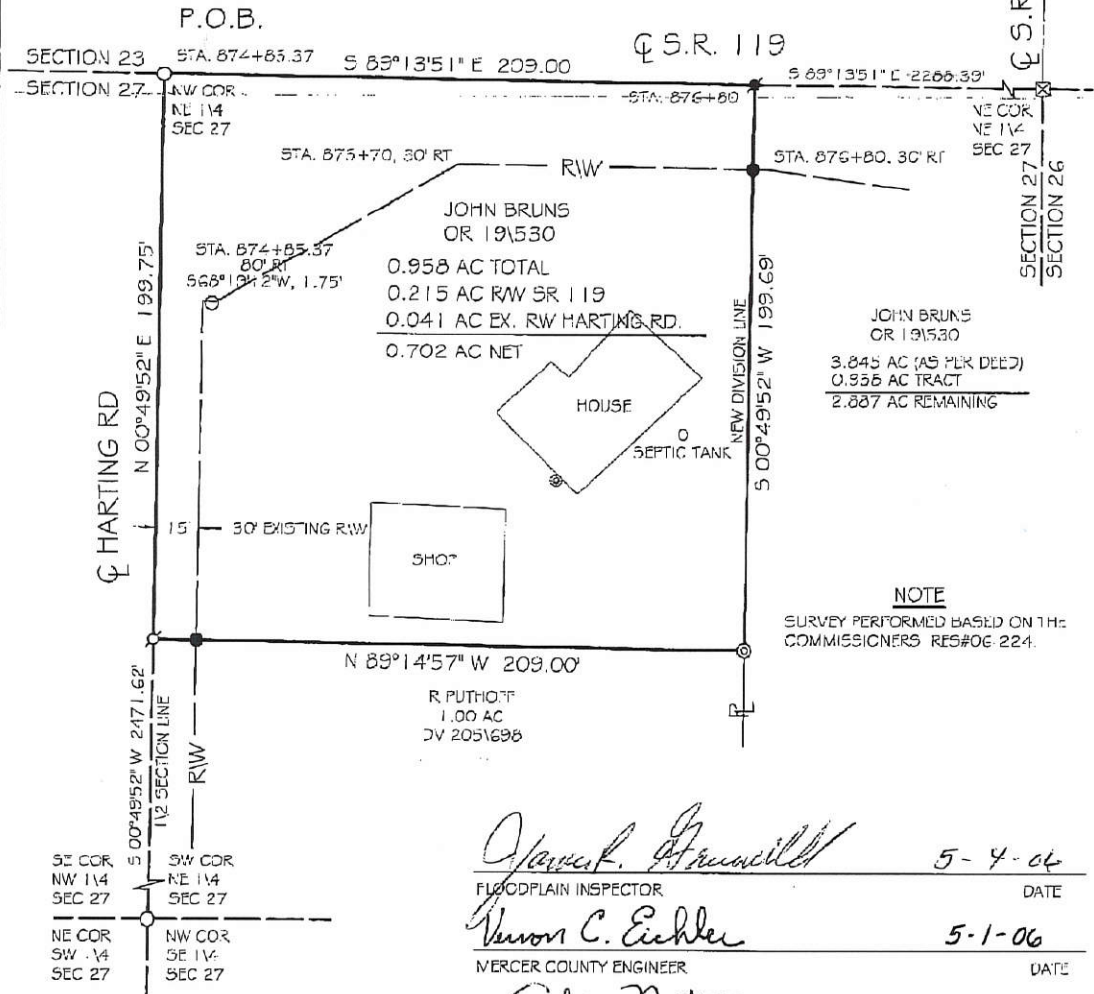 P.O.B.
SECTION 23
STA. 874+85.37
S 89°13'51" E 209.00
℄ S.R. 119
℄ S.R
SECTION 27
NW COR
NE 1\4
SEC 27
STA. 876+80
S 89°13'51" E 2288.39'
NE COR
NE 1\4
SEC 27
SECTION 27
SECTION 26
STA. 875+70, 30' RT
R\W
STA. 876+80, 30' RT
JOHN BRUNS
OR 19\530
0.958 AC TOTAL
0.215 AC R/W SR 119
0.041 AC EX. RW HARTING RD.
0.702 AC NET
STA. 874+85.37
80' RT
S68°19'12"W, 1.75'
N 00°49'52" E 199.75'
℄ HARTING RD
NEW DIVISION LINE
S 00°49'52" W 199.69'
JOHN BRUNS
OR 19\530
3.845 AC (AS PER DEED)
0.958 AC TRACT
2.887 AC REMAINING
HOUSE
SEPTIC TANK
15'
30' EXISTING R\W
SHOP
NOTE
SURVEY PERFORMED BASED ON THE
COMMISSIONERS RES#06-224.
N 89°14'57" W 209.00'
R PUTHOFF
1.00 AC
DV 205\698
PL
S 00°49'52" W 2471.62'
1\2 SECTION LINE
R\W
SE COR
NW 1\4
SEC 27
SW COR
NE 1\4
SEC 27
NE COR
SW 1\4
SEC 27
NW COR
SE 1\4
SEC 27
5-4-06
FLOODPLAIN INSPECTOR DATE
Vernon C. Eichler 5-1-06
MERCER COUNTY ENGINEER DATE